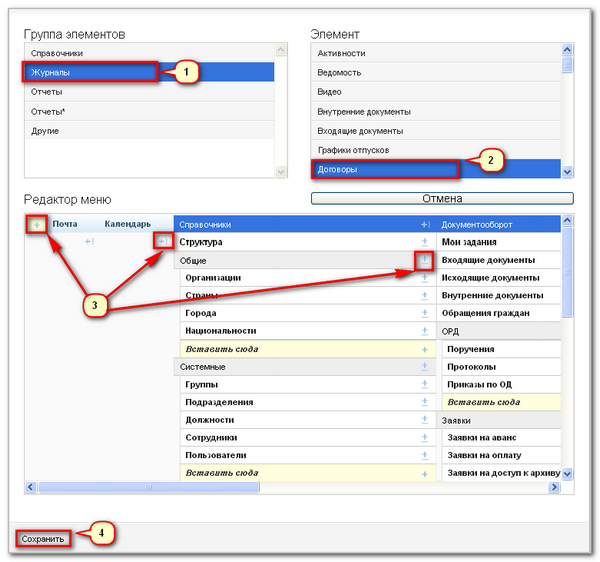 Группа элементов
Справочники
Журналы
1
Отчеты
Отчеты*
Другие
Элемент
Активности
Ведомость
Видео
Внутренние документы
Входящие документы
Графики отпусков
2
Договоры
Редактор меню
Отмена
Почта Календарь
Справочники
Структура
Общие
Организации
Страны
Города
Национальности
Вставить сюда
Системные
Группы
Подразделения
Должности
Сотрудники
Пользователи
Вставить сюда
Документооборот
Мои задания
Входящие документы
Исходящие документы
Внутренние документы
Обращения граждан
ОРД
Поручения
Протоколы
Приказы по ОД
Вставить сюда
Заявки
Заявки на аванс
Заявки на оплату
Заявки на доступ к архиву
3
Сохранить
4